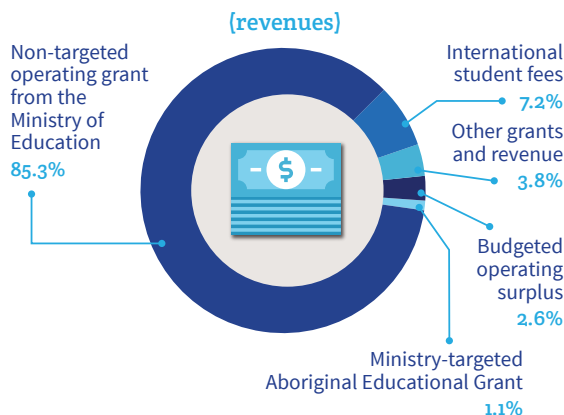 (revenues)
Non-targeted
operating grant
from the
Ministry of
Education
85.3%
International
student fees
7.2%
Other grants
and revenue
3.8%
Budgeted
operating
surplus
2.6%
Ministry-targeted
Aboriginal Educational Grant
1.1%
$